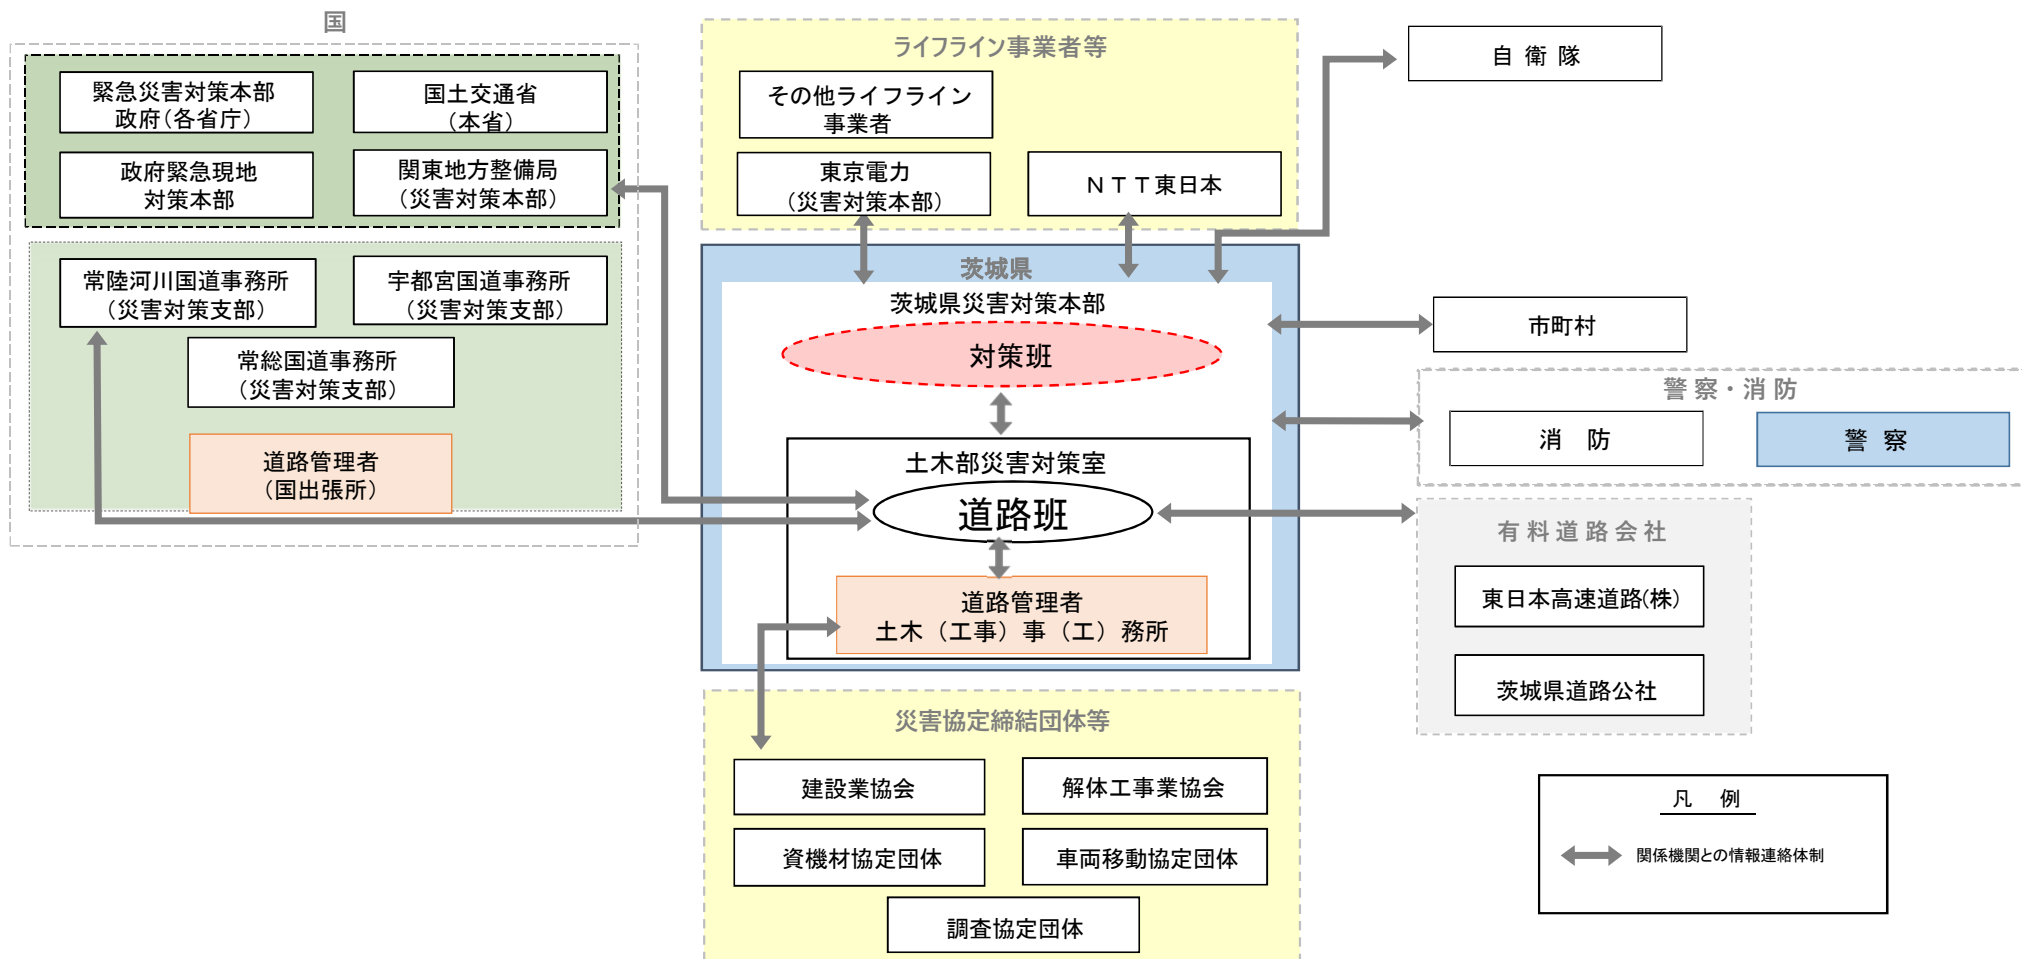 国
緊急災害対策本部
政府(各省庁)
国土交通省
(本省)
政府緊急現地
対策本部
関東地方整備局
(災害対策本部)
常陸河川国道事務所
(災害対策支部)
宇都宮国道事務所
(災害対策支部)
常総国道事務所
(災害対策支部)
道路管理者
(国出張所)
ライフライン事業者等
その他ライフライン
事業者
東京電力
(災害対策本部)
ＮＴＴ東日本
茨城県
茨城県災害対策本部
対策班
土木部災害対策室
道路班
道路管理者
土木（工事）事（工）務所
災害協定締結団体等
建設業協会
解体工事業協会
資機材協定団体
車両移動協定団体
調査協定団体
自 衛 隊
市町村
警 察 ・ 消 防
消　防
警 察
有 料 道 路 会 社
東日本高速道路(株)
茨城県道路公社
凡　例
関係機関との情報連絡体制